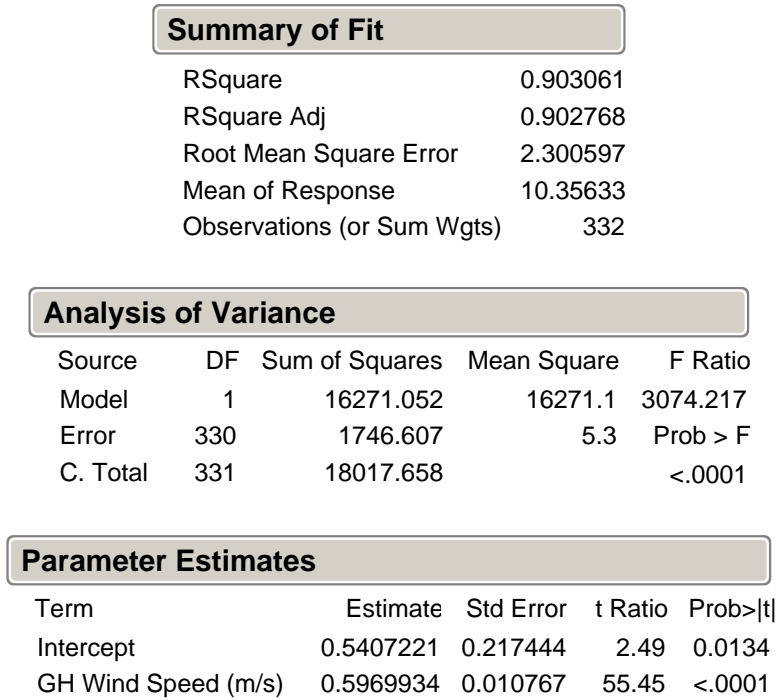 Summary of Fit
RSquare 0.903061
RSquare Adj 0.902768
Root Mean Square Error 2.300597
Mean of Response 10.35633
Observations (or Sum Wgts) 332
Analysis of Variance
Source DF Sum of Squares Mean Square F Ratio
Model 1 16271.052 16271.1 3074.217
Error 330 1746.607 5.3 Prob > F
C. Total 331 18017.658 <.0001
Parameter Estimates
Term Estimate Std Error t Ratio Prob>|t|
Intercept 0.5407221 0.217444 2.49 0.0134
GH Wind Speed (m/s) 0.5969934 0.010767 55.45 <.0001